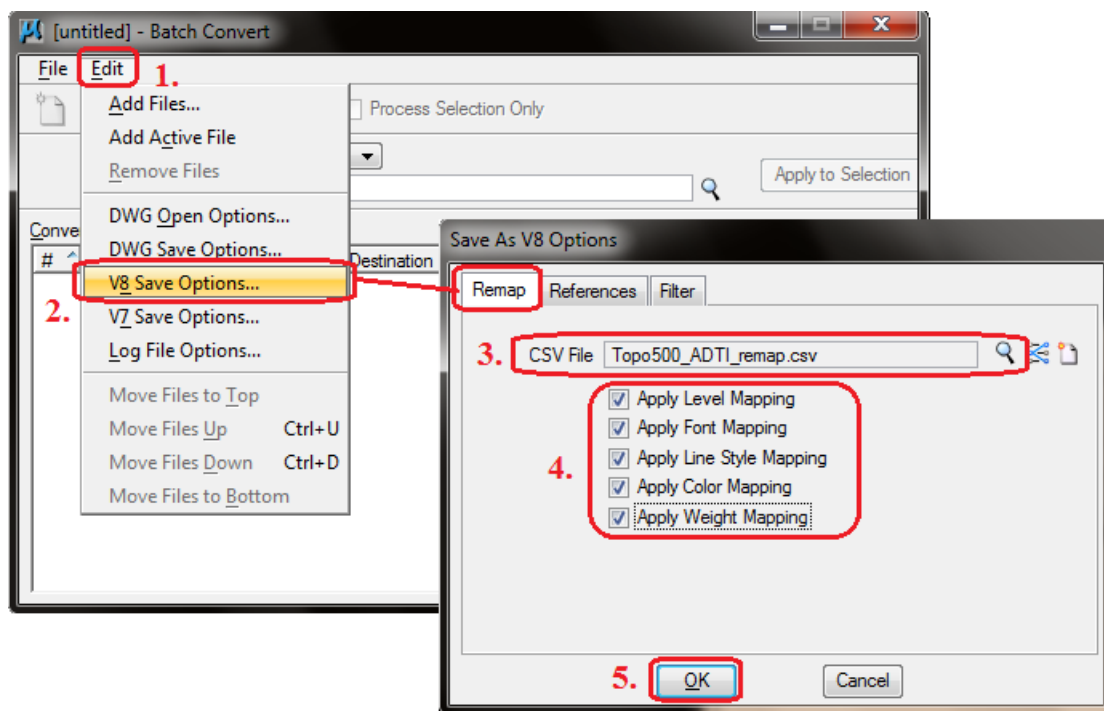 [untitled] - Batch Convert
File Edit 1.
Add Files...
Add Active File
Remove Files
DWG Open Options...
DWG Save Options...
V8 Save Options...
2.
V7 Save Options...
Log File Options...
Move Files to Top
Move Files Up Ctrl+U
Move Files Down Ctrl+D
Move Files to Bottom
Process Selection Only
Apply to Selection
Conve
# Destination
Save As V8 Options
Remap References Filter
3. CSV File Topo500_ADTI_remap.csv
Apply Level Mapping
Apply Font Mapping
Apply Line Style Mapping
4.
Apply Color Mapping
Apply Weight Mapping
5. OK Cancel